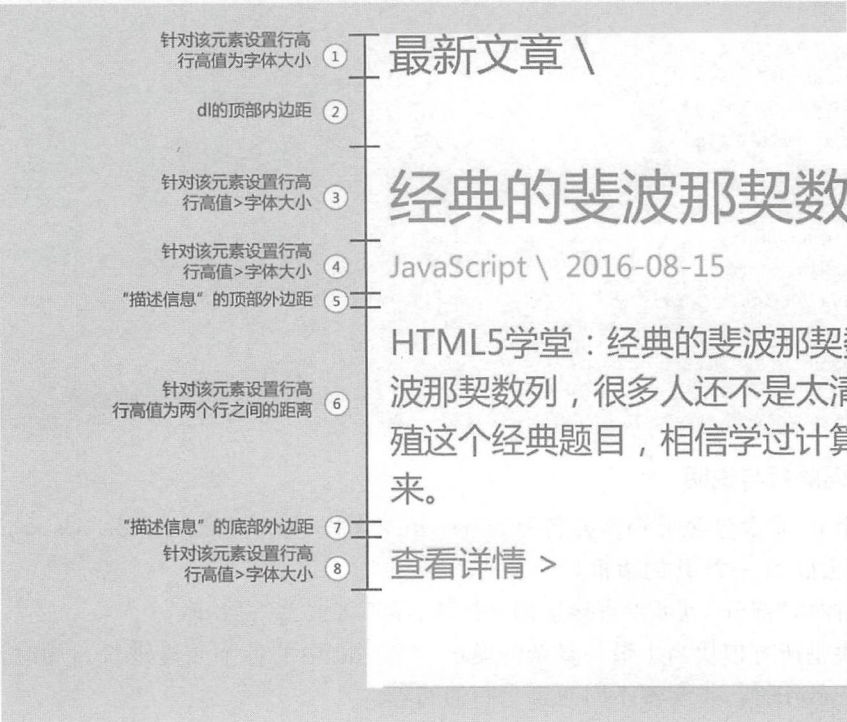 针对该元素设置行高
行高值为字体大小 1
最新文章 \
dl的顶部内边距 2
针对该元素设置行高
行高值>字体大小 3
经典的斐波那契数
针对该元素设置行高
行高值>字体大小 4
JavaScript \ 2016-08-15
"描述信息"的顶部外边距 5
HTML5学堂：经典的斐波那契数
波那契数列，很多人还不是太清
殖这个经典题目，相信学过计算
来。
针对该元素设置行高
行高值为两个行之间的距离 6
"描述信息"的底部外边距 7
针对该元素设置行高
行高值>字体大小 8
查看详情 >